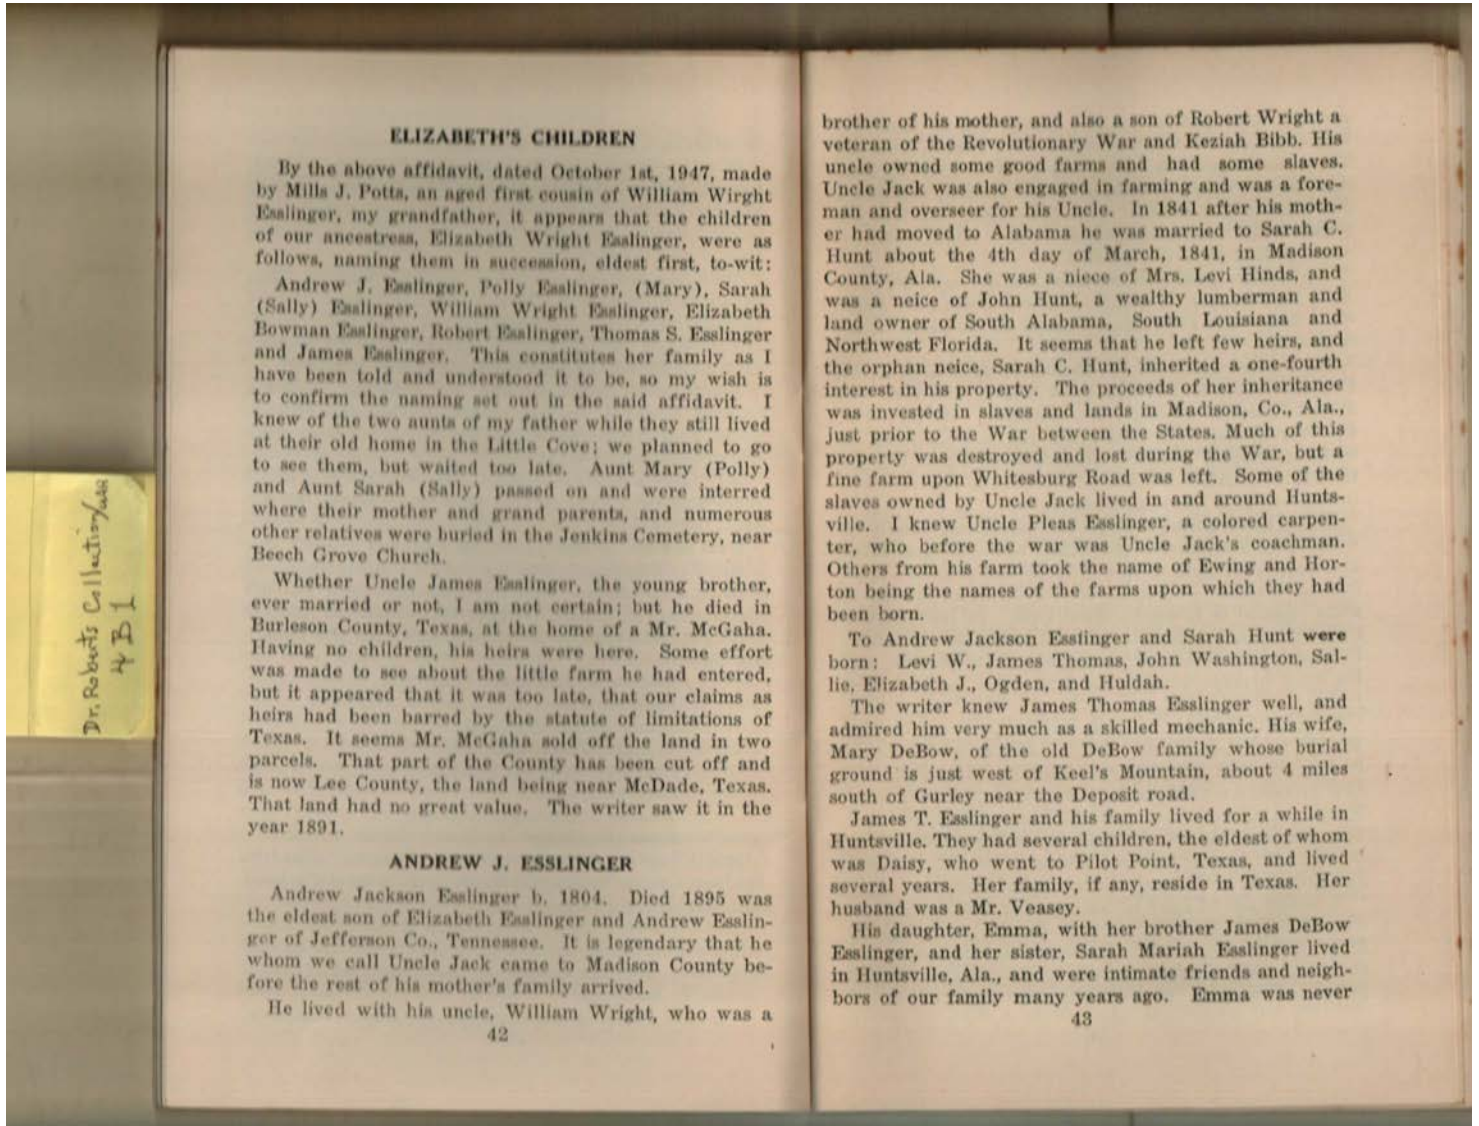 ELIZABETH'S CHILDREN
By the above affidavit, dated October 1st, 1947, made
by Mills J. Potts, an aged first cousin of William Wirght
Esslinger, my grandfather, it appears that the children
of our ancestress, Elizabeth Wright Esslinger, were as
follows, naming them in succession, eldest first, to-wit:
Andrew J. Esslinger, Polly Esslinger, (Mary), Sarah
(Sally) Esslinger, William Wright Esslinger, Elizabeth
Bowman Esslinger, Robert Esslinger, Thomas S. Esslinger
and James Esslinger. This constitutes her family as I
have been told and understood it to be, so my wish is
to confirm the naming set out in the said affidavit. I
knew of the two aunts of my father while they still lived
at their old home in the Little Cove; we planned to go
to see them, but waited too late. Aunt Mary (Polly)
and Aunt Sarah (Sally) passed on and were interred
where their mother and grand parents, and numerous
other relatives were buried in the Jenkins Cemetery, near
Beech Grove Church.
Whether Uncle James Esslinger, the young brother,
ever married or not, I am not certain; but he died in
Burleson County, Texas, at the home of a Mr. McGaha.
Having no children, his heirs were here. Some effort
was made to see about the little farm he had entered,
but it appeared that it was too late, that our claims as
heirs had been barred by the statute of limitations of
Texas. It seems Mr. McGaha sold off the land in two
parcels. That part of the County has been cut off and
is now Lee County, the land being near McDade, Texas.
That land had no great value. The writer saw it in the
year 1891.
ANDREW J. ESSLINGER
Andrew Jackson Esslinger b. 1804. Died 1895 was
the eldest son of Elizabeth Esslinger and Andrew Esslin-
ger of Jefferson Co., Tennessee. It is legendary that he
whom we call Uncle Jack came to Madison County be-
fore the rest of his mother's family arrived.
He lived with his uncle, William Wright, who was a
42
brother of his mother, and also a son of Robert Wright a
veteran of the Revolutionary War and Keziah Bibb. His
uncle owned some good farms and had some slaves.
Uncle Jack was also engaged in farming and was a fore-
man and overseer for his Uncle. In 1841 after his moth-
er had moved to Alabama he was married to Sarah C.
Hunt about the 4th day of March, 1841, in Madison
County, Ala. She was a niece of Mrs. Levi Hinds, and
was a neice of John Hunt, a wealthy lumberman and
land owner of South Alabama, South Louisiana and
Northwest Florida. It seems that he left few heirs, and
the orphan neice, Sarah C. Hunt, inherited a one-fourth
interest in his property. The proceeds of her inheritance
was invested in slaves and lands in Madison, Co., Ala.,
just prior to the War between the States. Much of this
property was destroyed and lost during the War, but a
fine farm upon Whitesburg Road was left. Some of the
slaves owned by Uncle Jack lived in and around Hunts-
ville. I knew Uncle Pleas Esslinger, a colored carpen-
ter, who before the war was Uncle Jack's coachman.
Others from his farm took the name of Ewing and Hor-
ton being the names of the farms upon which they had
been born.
To Andrew Jackson Esslinger and Sarah Hunt were
born: Levi W., James Thomas, John Washington, Sal-
lie, Elizabeth J., Ogden, and Huldah.
The writer knew James Thomas Esslinger well, and
admired him very much as a skilled mechanic. His wife,
Mary DeBow, of the old DeBow family whose burial
ground is just west of Keel's Mountain, about 4 miles
south of Gurley near the Deposit road.
James T. Esslinger and his family lived for a while in
Huntsville. They had several children, the eldest of whom
was Daisy, who went to Pilot Point, Texas, and lived
several years. Her family, if any, reside in Texas. Her
husband was a Mr. Veasey.
His daughter, Emma, with her brother James DeBow
Esslinger, and her sister, Sarah Mariah Esslinger lived
in Huntsville, Ala., and were intimate friends and neigh-
bors of our family many years ago. Emma was never
43
Dr. Roberts Collection/
4 B 1